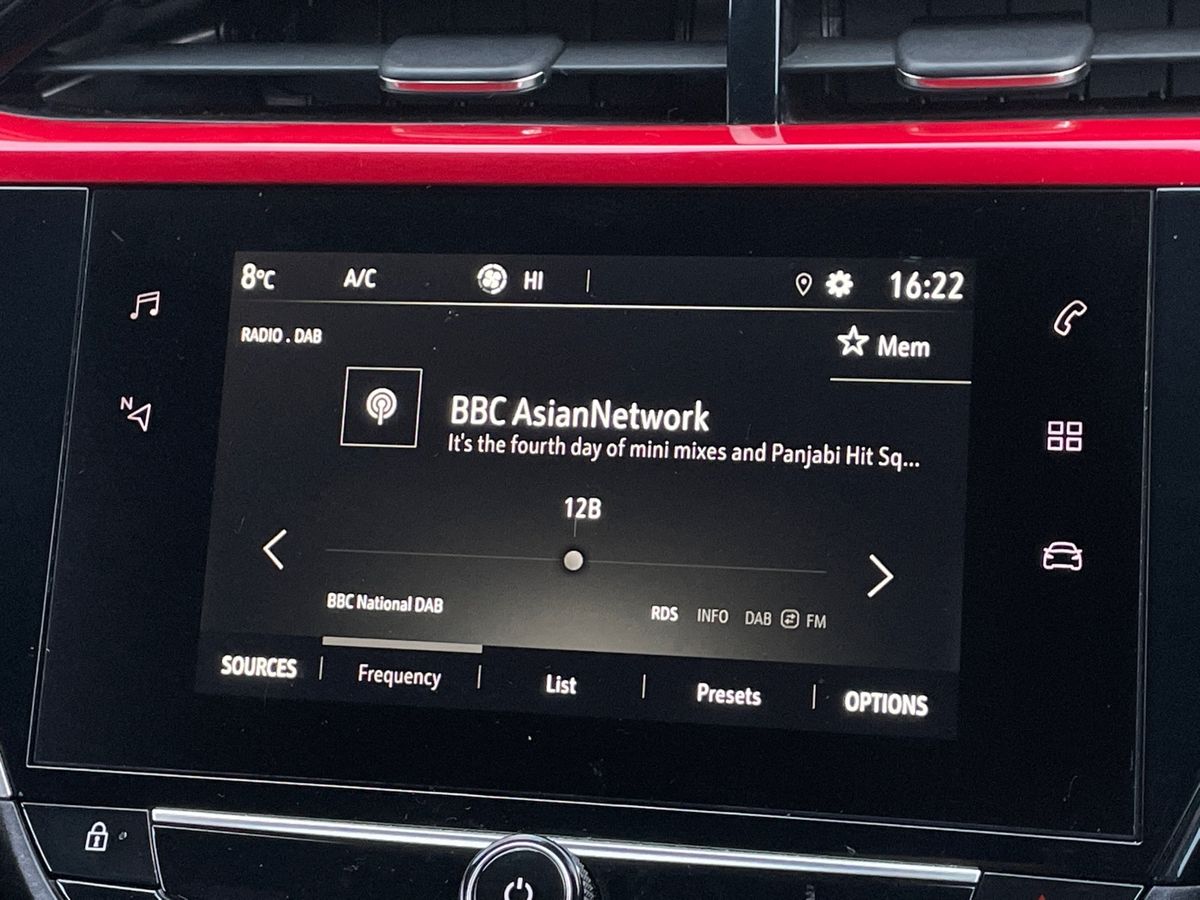 8°C A/C HI 16:22
RADIO . DAB
Mem
BBC AsianNetwork
It's the fourth day of mini mixes and Panjabi Hit Sq...
12B
N
BBC National DAB
RDS INFO DAB FM
SOURCES Frequency List Presets OPTIONS